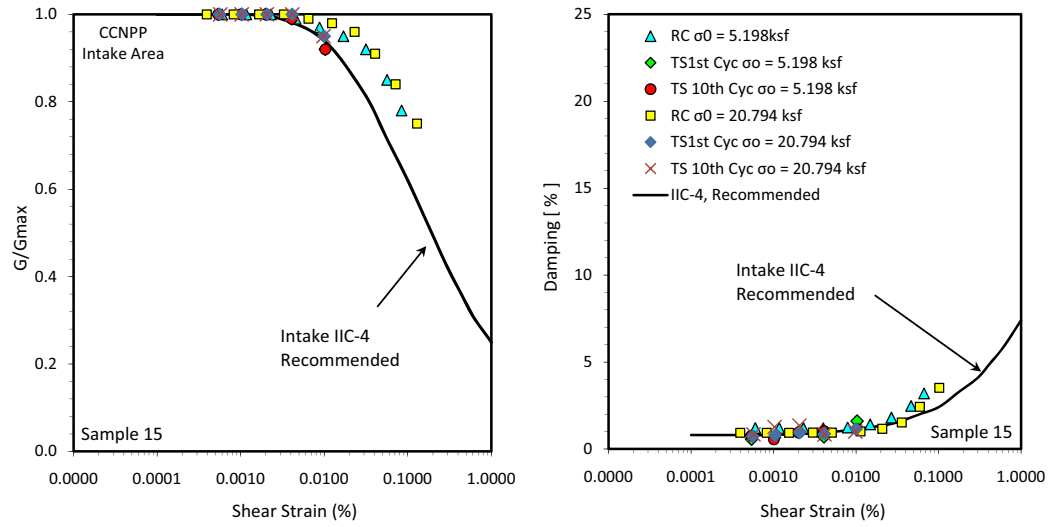 1.0
0.8
0.6
0.4
0.2
0.0
G/Gmax
CCNPP
Intake Area
Intake IIC-4
Recommended
Sample 15
0.0000 0.0001 0.0010 0.0100 0.1000 1.0000
Shear Strain (%)
25
20
15
10
5
0
Damping [ % ]
RC σ0 = 5.198ksf
TS1st Cyc σo = 5.198 ksf
TS 10th Cyc σo = 5.198 ksf
RC σ0 = 20.794 ksf
TS1st Cyc σo = 20.794 ksf
TS 10th Cyc σo = 20.794 ksf
IIC-4, Recommended
Intake IIC-4
Recommended
Sample 15
0.0000 0.0001 0.0010 0.0100 0.1000 1.0000
Shear Strain (%)